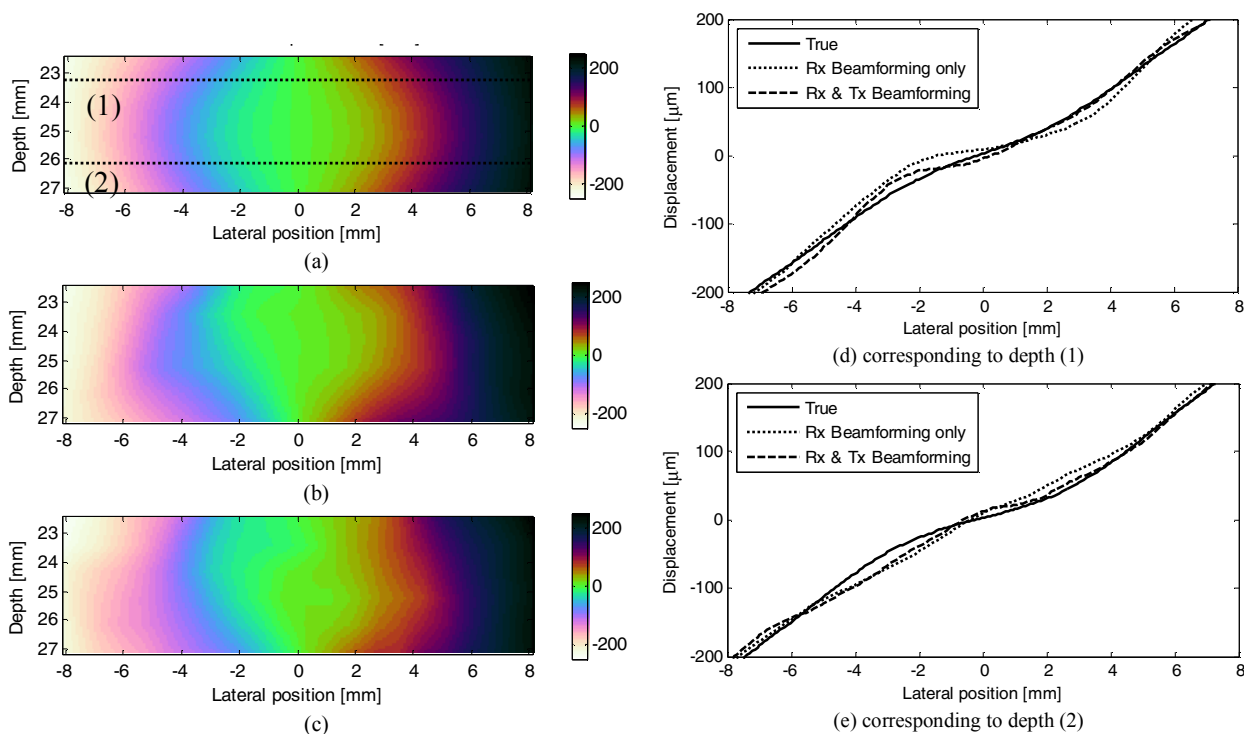 23
24
25
26
27
Depth [mm]
(1)
(2)
-8 -6 -4 -2 0 2 4 6 8
Lateral position [mm]
200
0
-200
(a)
23
24
25
26
27
Depth [mm]
-8 -6 -4 -2 0 2 4 6 8
Lateral position [mm]
200
0
-200
(b)
23
24
25
26
27
Depth [mm]
-8 -6 -4 -2 0 2 4 6 8
Lateral position [mm]
200
0
-200
(c)
200
100
0
-100
-200
Displacement [μm]
True
Rx Beamforming only
Rx & Tx Beamforming
-8 -6 -4 -2 0 2 4 6 8
Lateral position [mm]
(d) corresponding to depth (1)
200
100
0
-100
-200
Displacement [μm]
True
Rx Beamforming only
Rx & Tx Beamforming
-8 -6 -4 -2 0 2 4 6 8
Lateral position [mm]
(e) corresponding to depth (2)